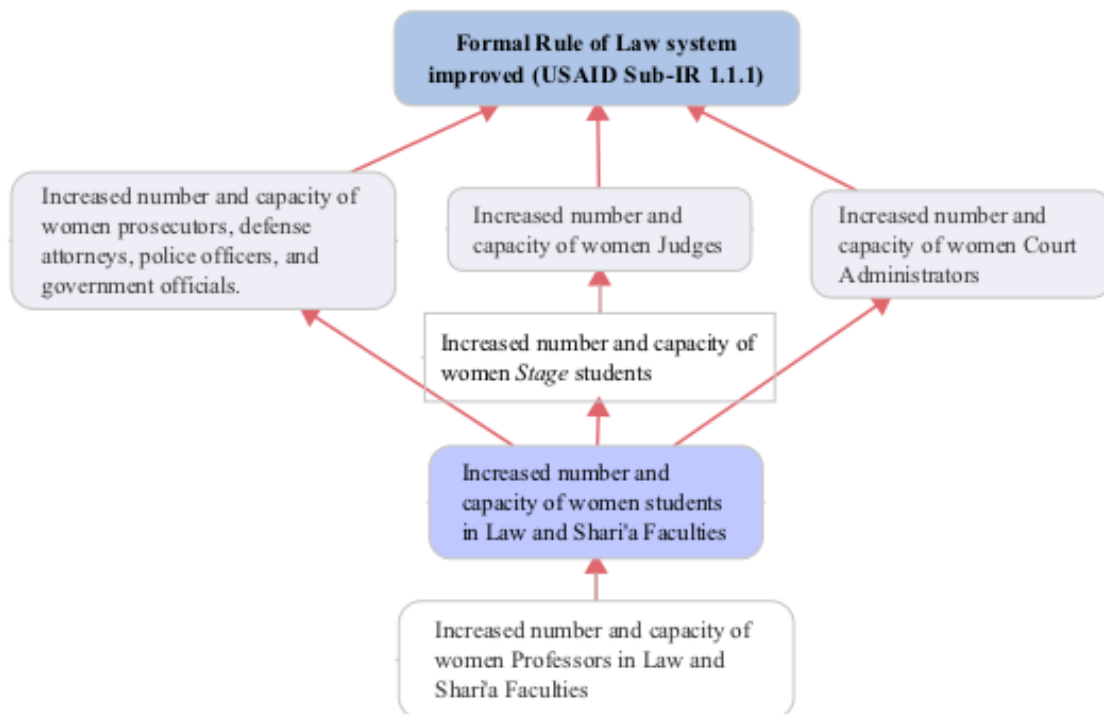 Formal Rule of Law system
improved (USAID Sub-IR 1.1.1)
Increased number and capacity of
women prosecutors, defense
attorneys, police officers, and
government officials.
Increased number and
capacity of women Judges
Increased number and
capacity of women Court
Administrators
Increased number and capacity of
women Stage students
Increased number and
capacity of women students
in Law and Shari'a Faculties
Increased number and capacity of
women Professors in Law and
Shari'a Faculties